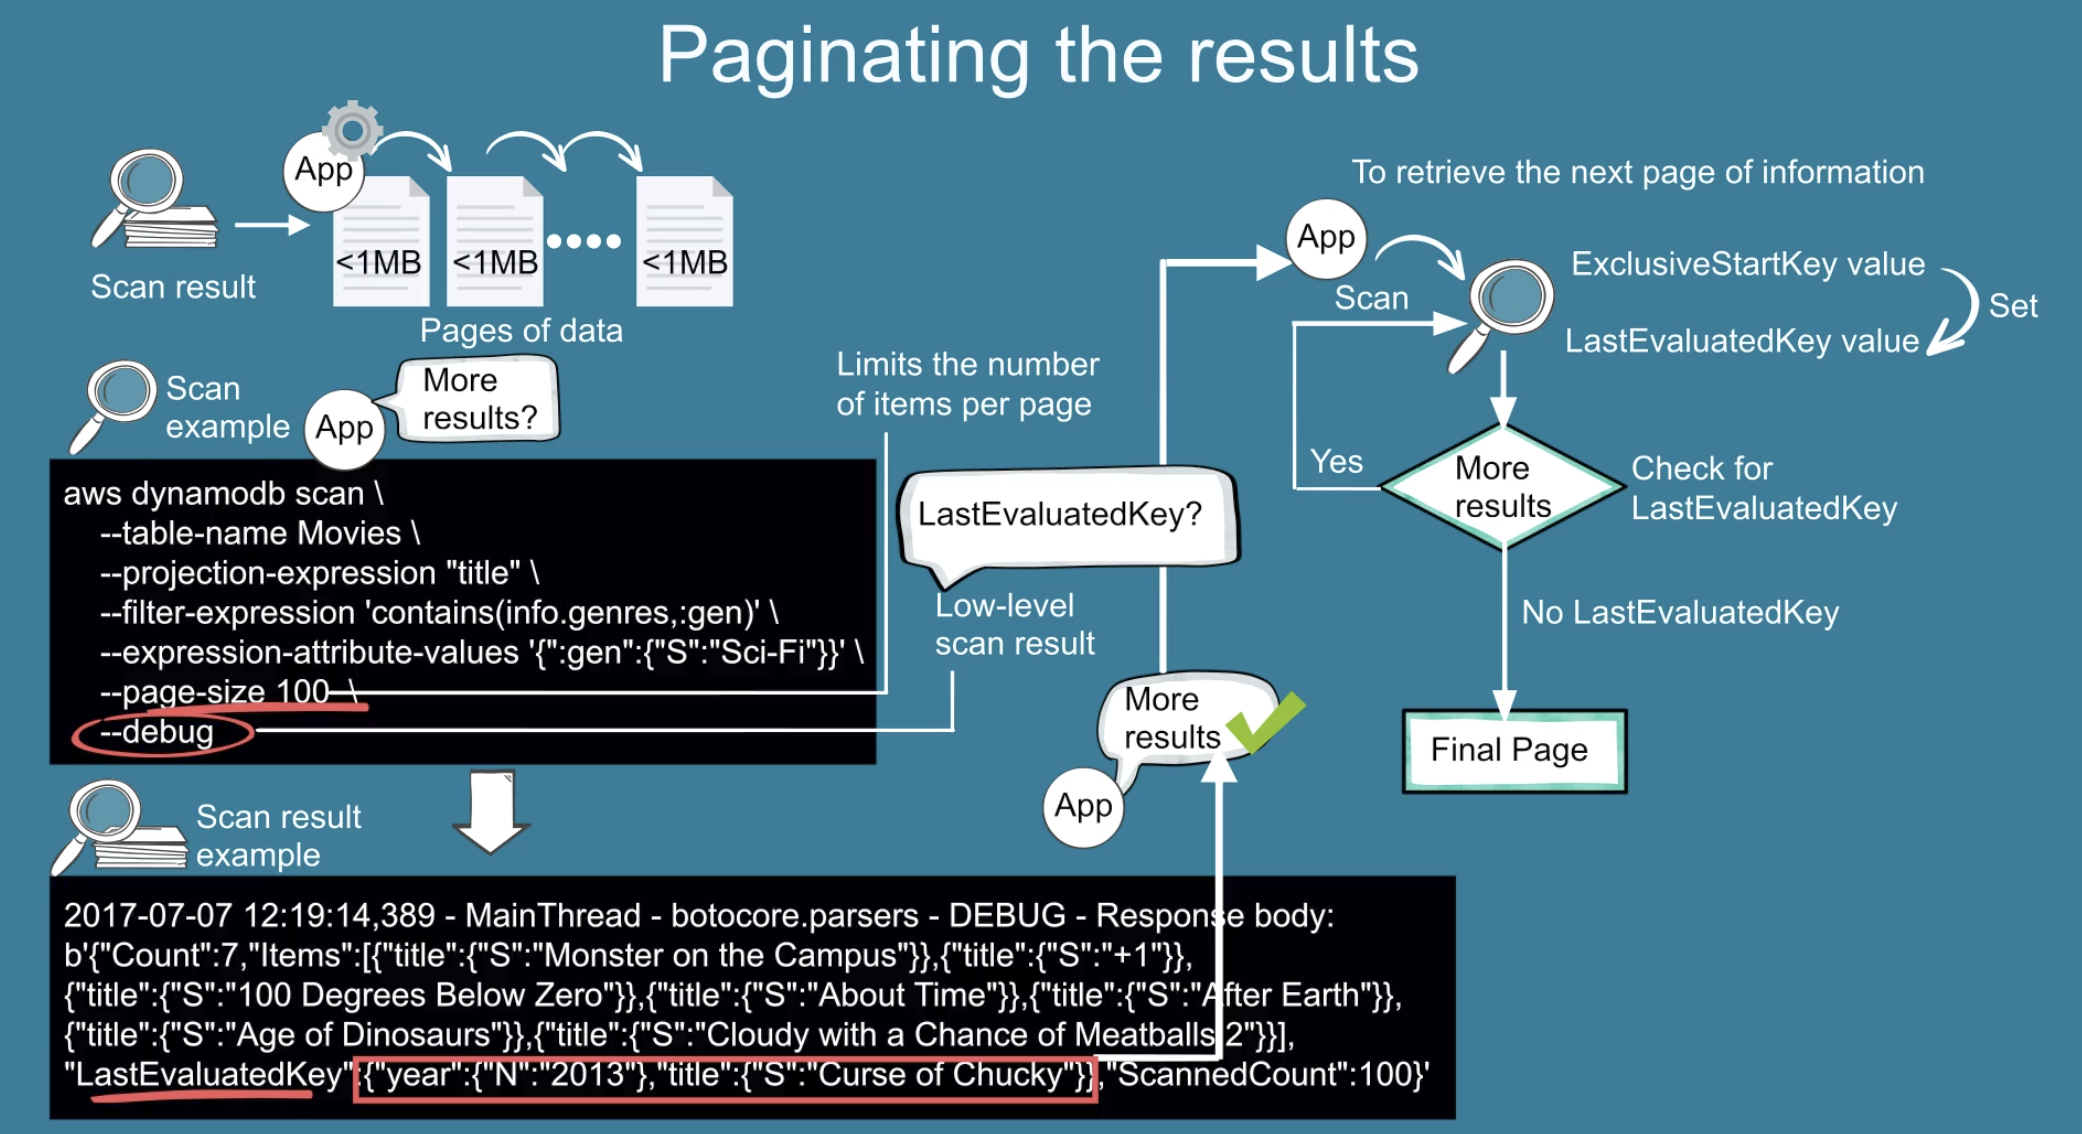 Paginating the results
App
<1MB
<1MB
<1MB
Scan result
Pages of data
Scan
example
App
More
results?
aws dynamodb scan \
--table-name Movies \
--projection-expression "title" \
--filter-expression 'contains(info.genres,:gen)' \
--expression-attribute-values '{":gen":{"S":"Sci-Fi"}}' \
--page-size 100 \
--debug
Limits the number
of items per page
LastEvaluatedKey?
Low-level
scan result
More
results
App
Scan result
example
2017-07-07 12:19:14,389 - MainThread - botocore.parsers - DEBUG - Response body:
b'{"Count":7,"Items":[{"title":{"S":"Monster on the Campus"}},{"title":{"S":"+1"}},
{"title":{"S":"100 Degrees Below Zero"}},{"title":{"S":"About Time"}},{"title":{"S":"After Earth"}},
{"title":{"S":"Age of Dinosaurs"}},{"title":{"S":"Cloudy with a Chance of Meatballs 2"}}],
"LastEvaluatedKey":{"year":{"N":"2013"},"title":{"S":"Curse of Chucky"}},"ScannedCount":100}'
To retrieve the next page of information
App
Scan
ExclusiveStartKey value
Set
LastEvaluatedKey value
Yes
More
results
Check for
LastEvaluatedKey
No LastEvaluatedKey
Final Page